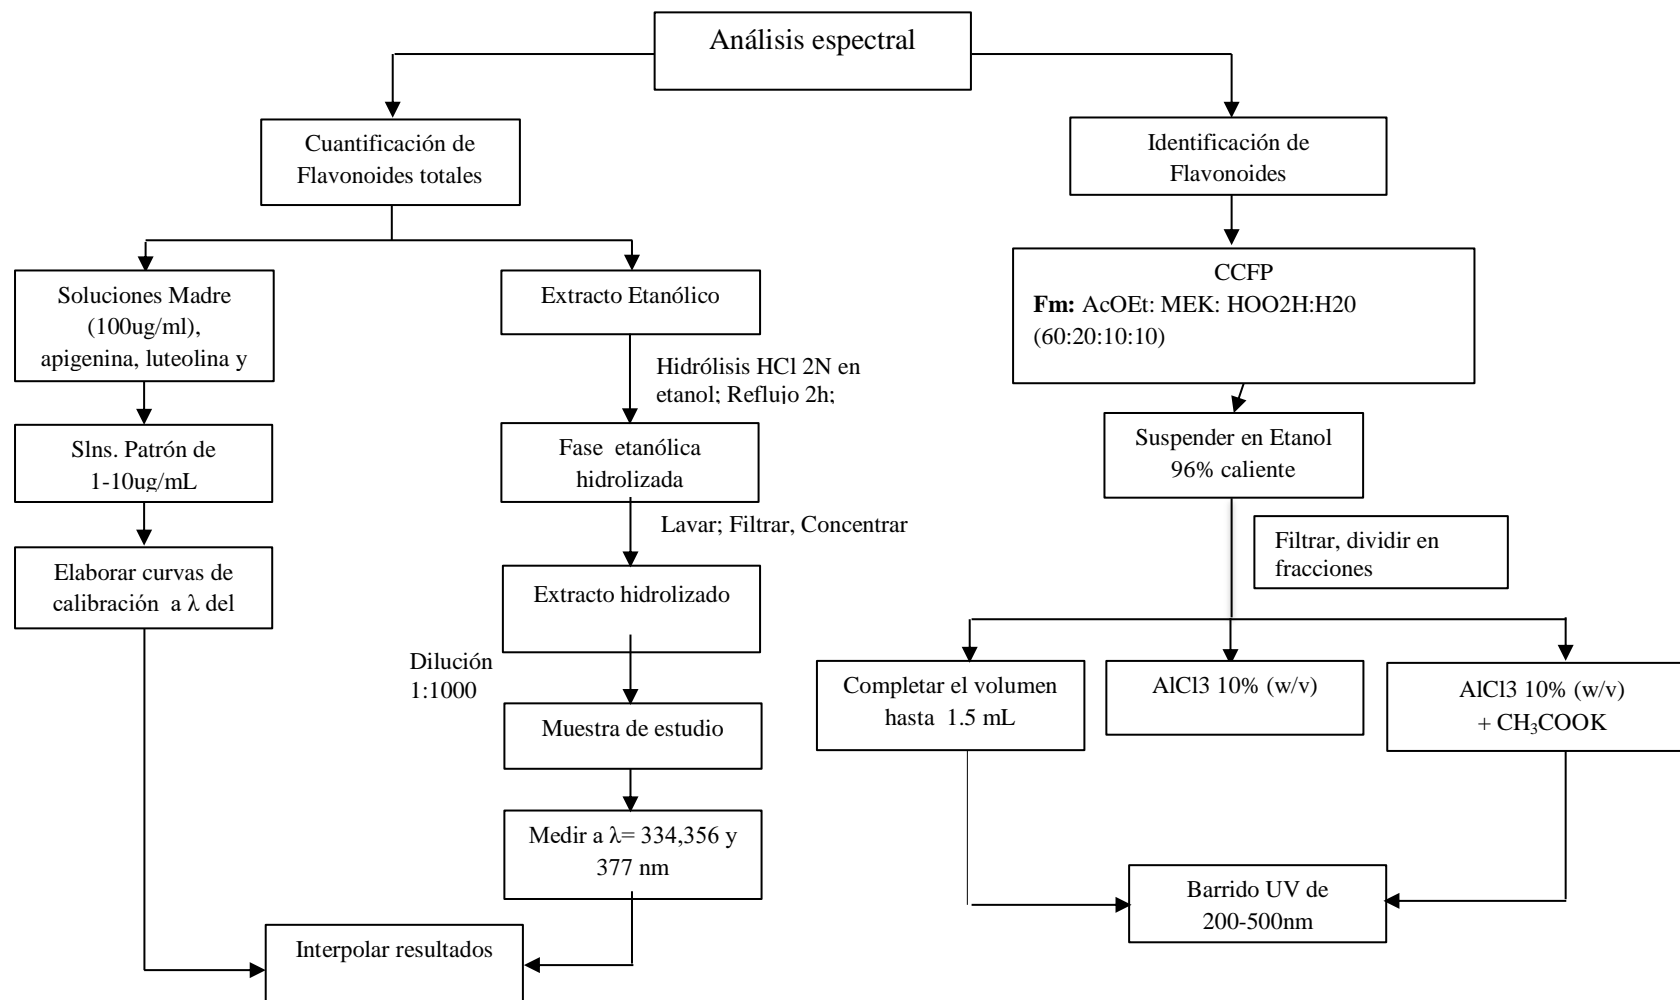 Análisis espectral
Cuantificación de
Flavonoides totales
Identificación de
Flavonoides
Soluciones Madre
(100ug/ml),
apigenina, luteolina y
Extracto Etanólico
CCFP
Fm: AcOEt: MEK: HOO2H:H20
(60:20:10:10)
Hidrólisis HCl 2N en
etanol; Reflujo 2h;
Slns. Patrón de
1-10ug/mL
Fase etanólica
hidrolizada
Suspender en Etanol
96% caliente
Lavar; Filtrar, Concentrar
Filtrar, dividir en
fracciones
Elaborar curvas de
calibración a λ del
Extracto hidrolizado
Dilución
1:1000
Completar el volumen
hasta 1.5 mL
AlCl3 10% (w/v)
AlCl3 10% (w/v)
+ CH₃COOK
Muestra de estudio
Medir a λ= 334,356 y
377 nm
Barrido UV de
200-500nm
Interpolar resultados